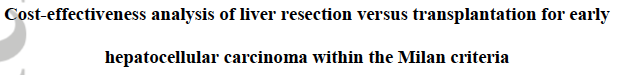 Cost-effectiveness analysis of liver resection versus transplantation for early
hepatocellular carcinoma within the Milan criteria